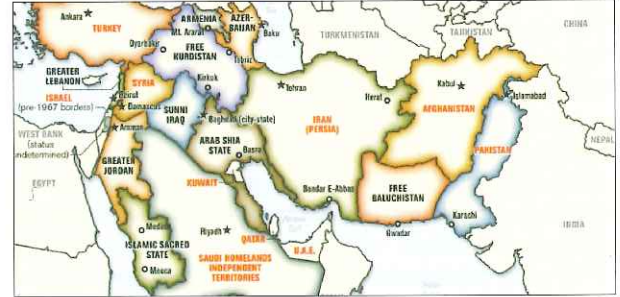 Ankara
TURKEY
ARMENIA
Mt. Ararat
AZER-
BAIJAN
Baku
TURKMENISTAN
TAJIKISTAN
CHINA
Dyarbakir
FREE
KURDISTAN
Tabriz
GREATER
LEBANON
SYRIA
Kirkuk
Tehran
Herat
Kabul
Islamabad
ISRAEL
(pre-1967 borders)
Beirut
Damascus
SUNNI
IRAQ
Baghdad (city-state)
IRAN
(PERSIA)
AFGHANISTAN
WEST BANK
(status
undetermined)
Amman
ARAB SHIA
STATE
Basra
PAKISTAN
NEPAL
EGYPT
GREATER
JORDAN
KUWAIT
Bandar E-Abbas
FREE
BALUCHISTAN
Gwadar
Karachi
INDIA
Medina
ISLAMIC SACRED
STATE
Mecca
Riyadh
QATAR
U.A.E.
SAUDI HOMELANDS
INDEPENDENT
TERRITORIES